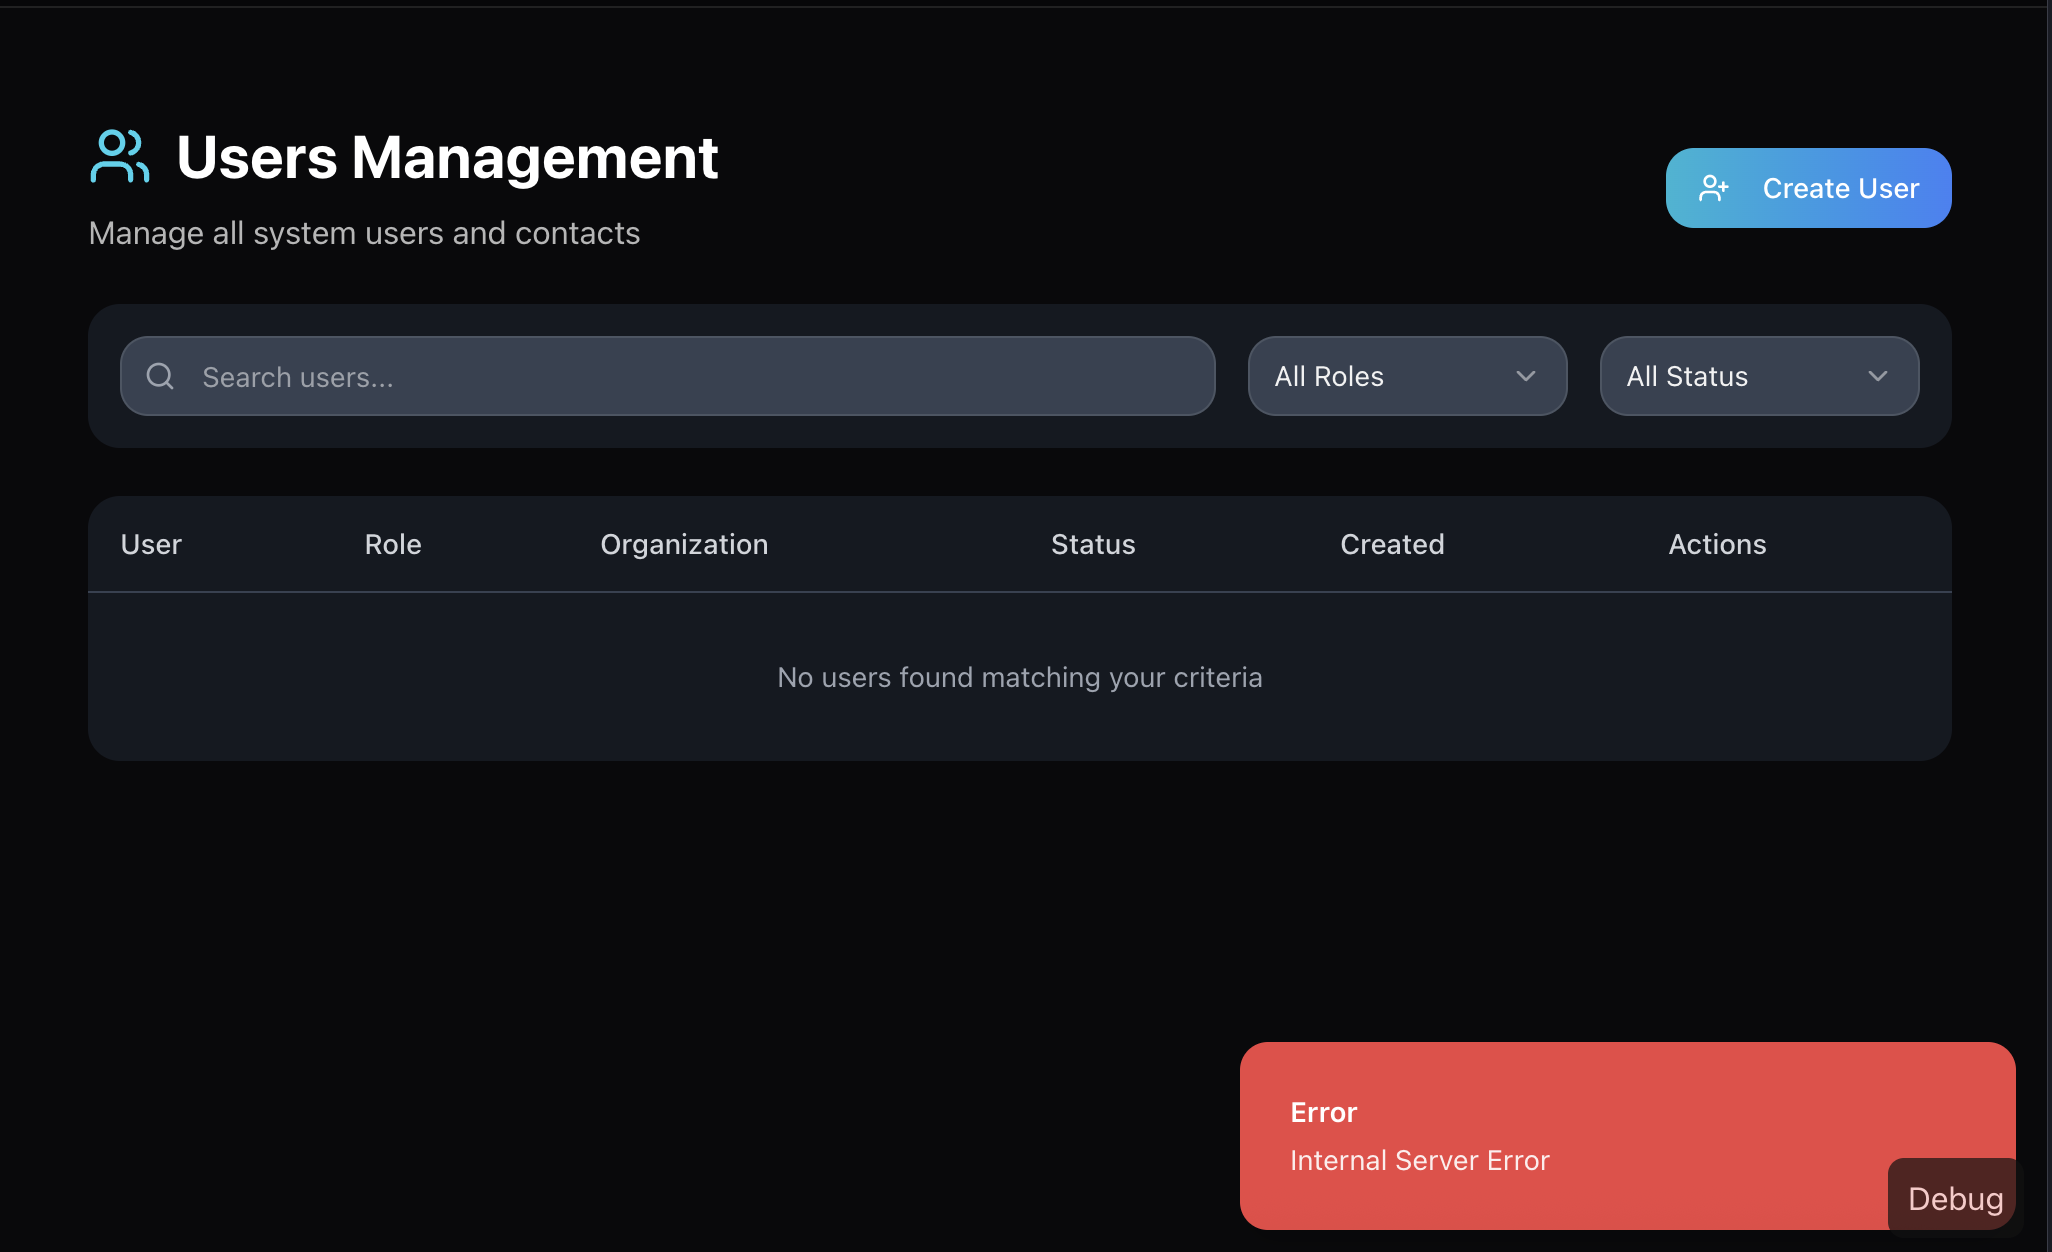 Users Management
Manage all system users and contacts
Create User
Search users...
All Roles
All Status
User Role Organization Status Created Actions
No users found matching your criteria
Error
Internal Server Error
Debug